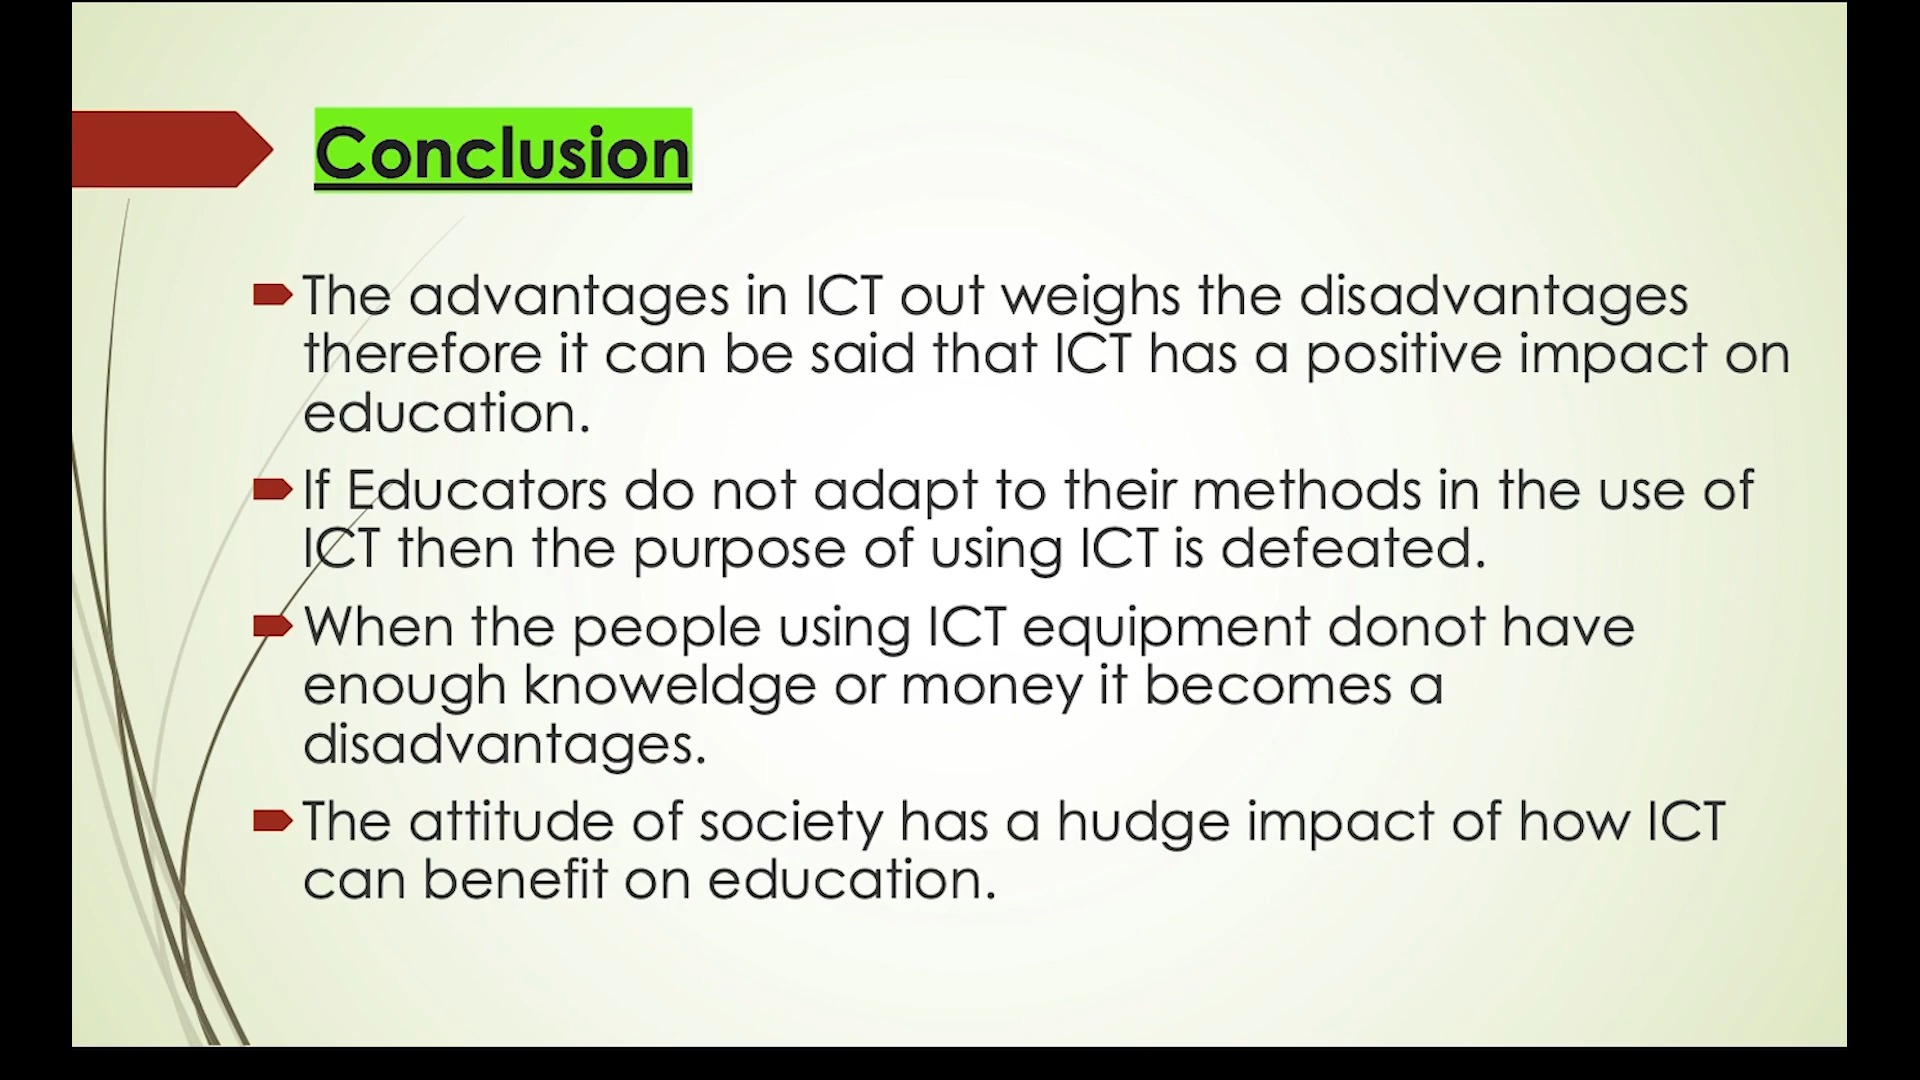 Conclusion
The advantages in ICT out weighs the disadvantages
therefore it can be said that ICT has a positive impact on
education.
If Educators do not adapt to their methods in the use of
ICT then the purpose of using ICT is defeated.
When the people using ICT equipment donot have
enough knoweldge or money it becomes a
disadvantages.
The attitude of society has a hudge impact of how ICT
can benefit on education.